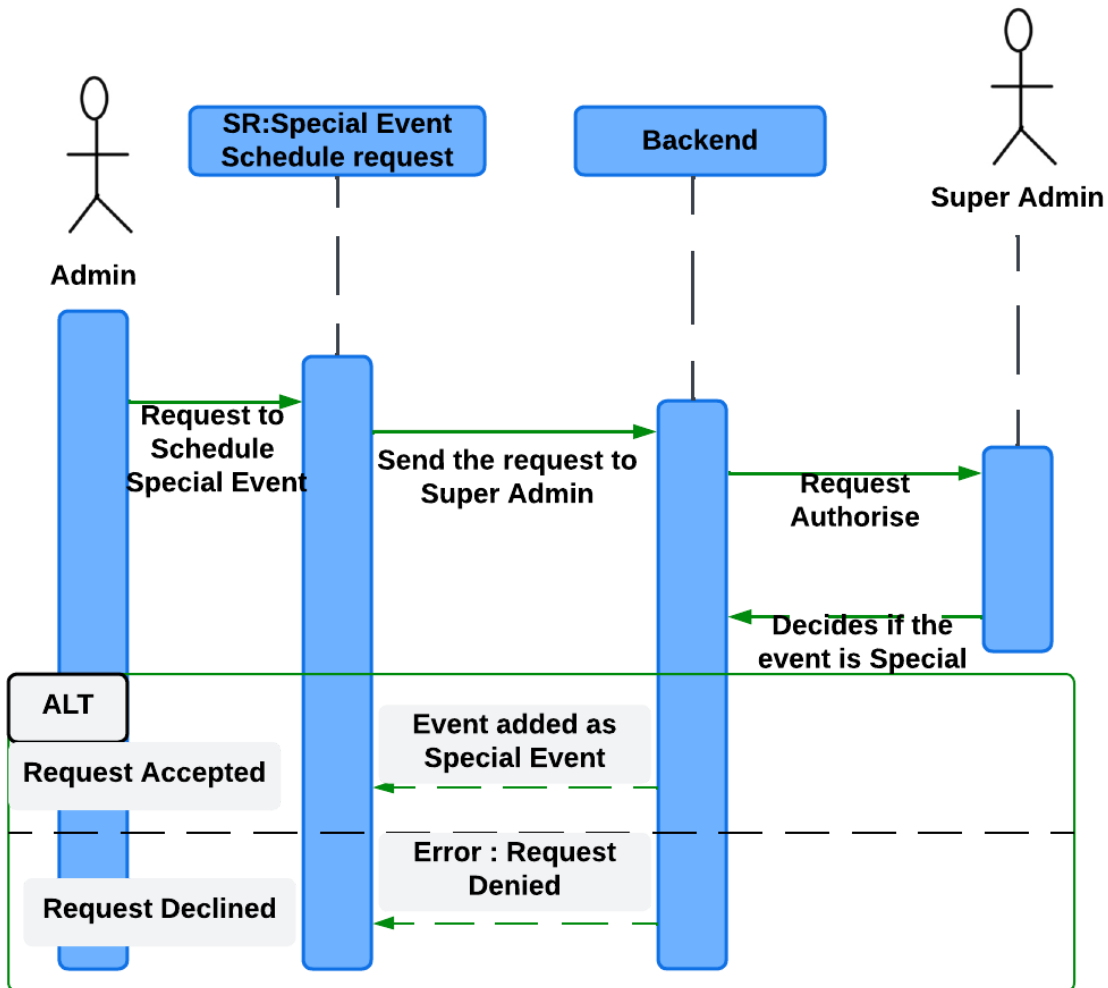 SR:Special Event
Schedule request
Backend
Super Admin
Admin
Request to
Schedule
Special Event
Send the request to
Super Admin
Request
Authorise
Decides if the
event is Special
ALT
Event added as
Special Event
Request Accepted
Error : Request
Denied
Request Declined